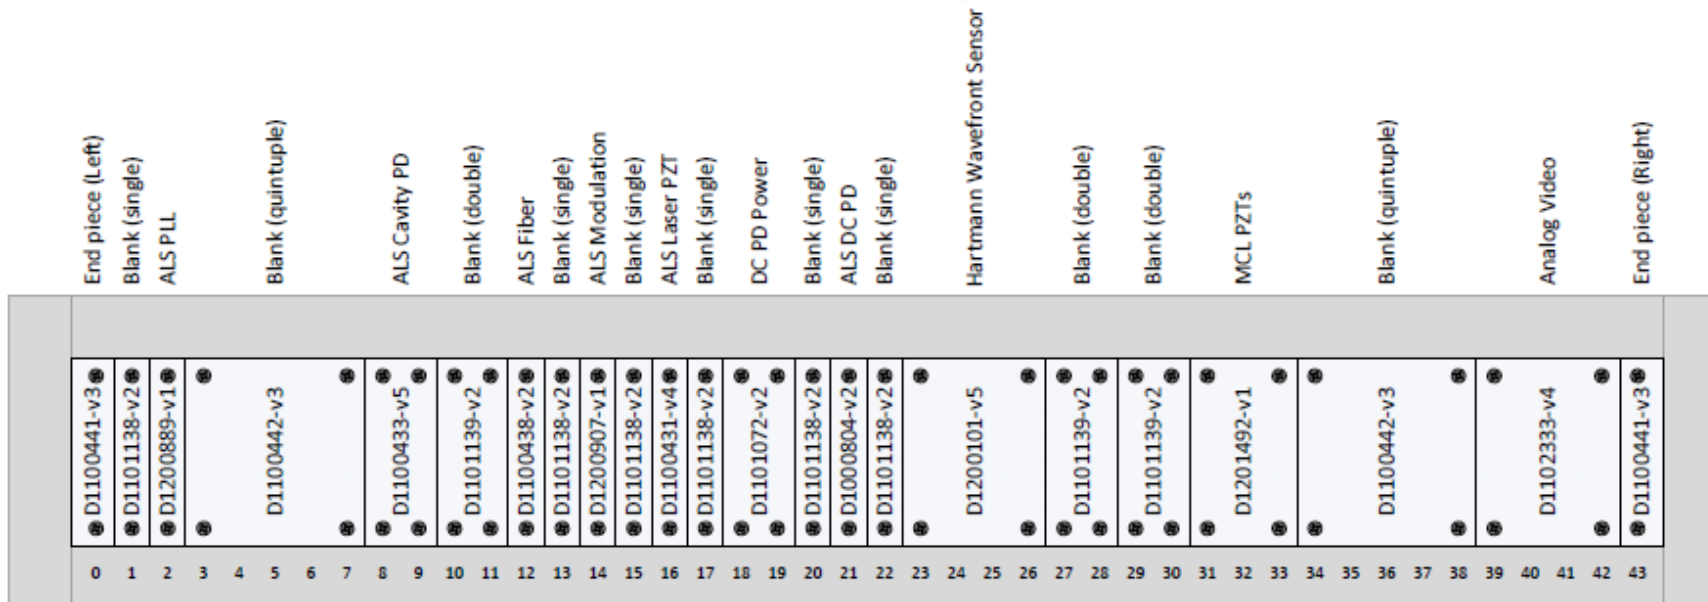 End piece (Left)
Blank (single)
ALS PLL
Blank (quintuple)
ALS Cavity PD
Blank (double)
ALS Fiber
Blank (single)
ALS Modulation
Blank (single)
ALS Laser PZT
Blank (single)
DC PD Power
Blank (single)
ALS DC PD
Blank (single)
Hartmann Wavefront Sensor
Blank (double)
Blank (double)
MCL PZTs
Blank (quintuple)
Analog Video
End piece (Right)
D1100441-v3
D1101138-v2
D1200889-v1
D1100442-v3
D1100433-v5
D1101139-v2
D1100438-v2
D1101138-v2
D1200907-v1
D1101138-v2
D1100431-v4
D1101138-v2
D1101072-v2
D1101138-v2
D1000804-v2
D1101138-v2
D1200101-v5
D1101139-v2
D1101139-v2
D1201492-v1
D1100442-v3
D1102333-v4
D1100441-v3
0 1 2 3 4 5 6 7 8 9 10 11 12 13 14 15 16 17 18 19 20 21 22 23 24 25 26 27 28 29 30 31 32 33 34 35 36 37 38 39 40 41 42 43